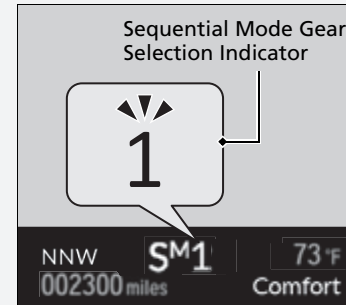 Sequential Mode Gear
Selection Indicator
1
NNW SM1 73 °F
002300 miles Comfort